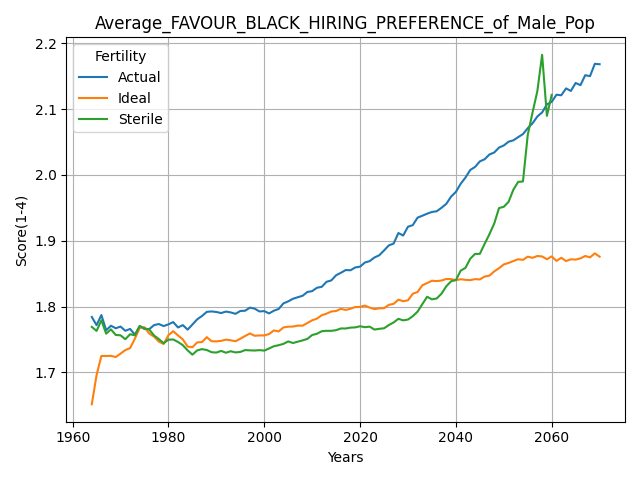 Average_FAVOUR_BLACK_HIRING_PREFERENCE_of_Male_Pop
Fertility
Actual
Ideal
Sterile
Score(1-4)
2.2
2.1
2.0
1.9
1.8
1.7
1960
1980
2000
2020
2040
2060
Years